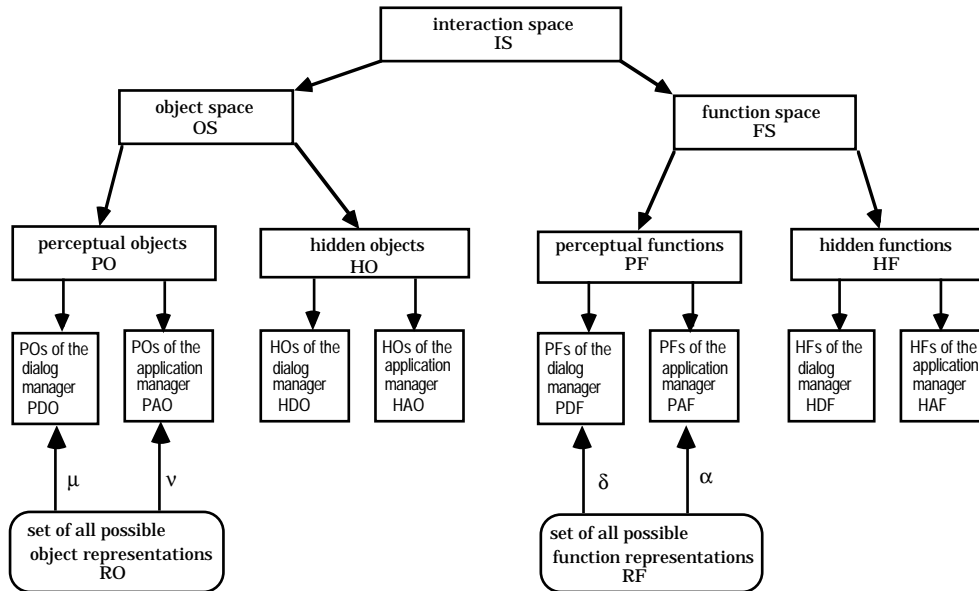 interaction space
IS
object space
OS
function space
FS
perceptual objects
PO
hidden objects
HO
perceptual functions
PF
hidden functions
HF
POs of the
dialog
manager
PDO
POs of the
application
manager
PAO
HOs of the
dialog
manager
HDO
HOs of the
application
manager
HAO
PFs of the
dialog
manager
PDF
PFs of the
application
manager
PAF
HFs of the
dialog
manager
HDF
HFs of the
application
manager
HAF
μ
ν
δ
α
set of all possible
object representations
RO
set of all possible
function representations
RF